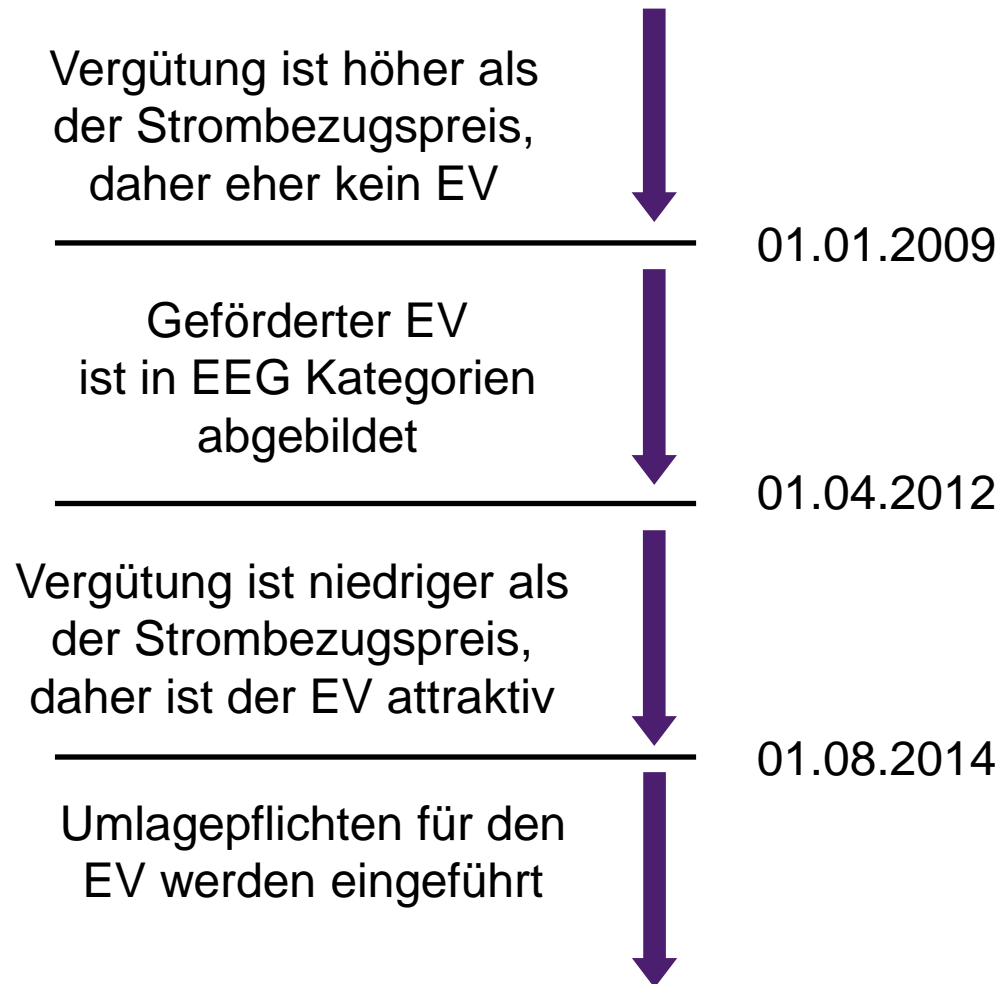 Vergütung ist höher als
der Strombezugspreis,
daher eher kein EV
01.01.2009
Geförderter EV
ist in EEG Kategorien
abgebildet
01.04.2012
Vergütung ist niedriger als
der Strombezugspreis,
daher ist der EV attraktiv
01.08.2014
Umlagepflichten für den
EV werden eingeführt